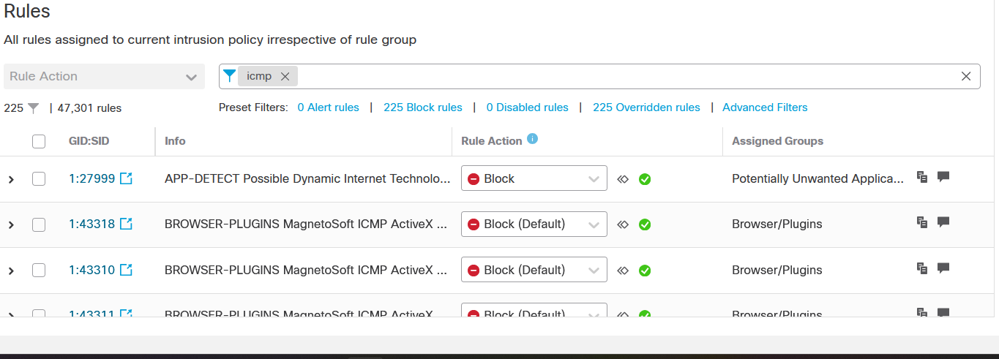 Rules
All rules assigned to current intrusion policy irrespective of rule group
Rule Action icmp
225 | 47,301 rules Preset Filters: 0 Alert rules | 225 Block rules | 0 Disabled rules | 225 Overridden rules | Advanced Filters
GID:SID Info Rule Action Assigned Groups
1:27999 APP-DETECT Possible Dynamic Internet Technolo... Block Potentially Unwanted Applica...
1:43318 BROWSER-PLUGINS MagnetoSoft ICMP ActiveX ... Block (Default) Browser/Plugins
1:43310 BROWSER-PLUGINS MagnetoSoft ICMP ActiveX ... Block (Default) Browser/Plugins
1:43311 BROWSER-PLUGINS MagnetoSoft ICMP ActiveX Block (Default) Browser/Plugins